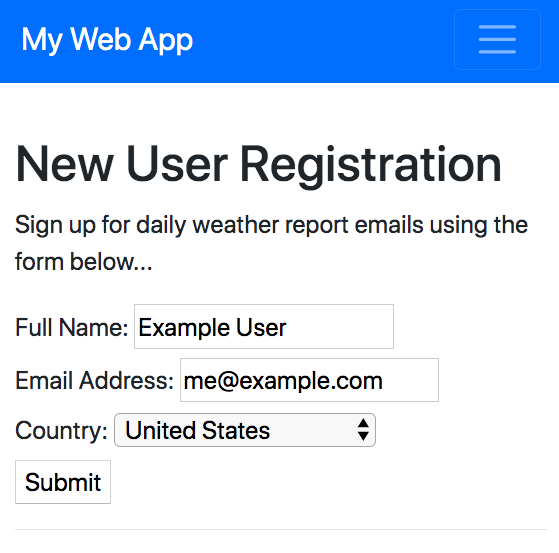 My Web App
New User Registration
Sign up for daily weather report emails using the
form below...
Full Name: Example User
Email Address: me@example.com
Country: United States
Submit